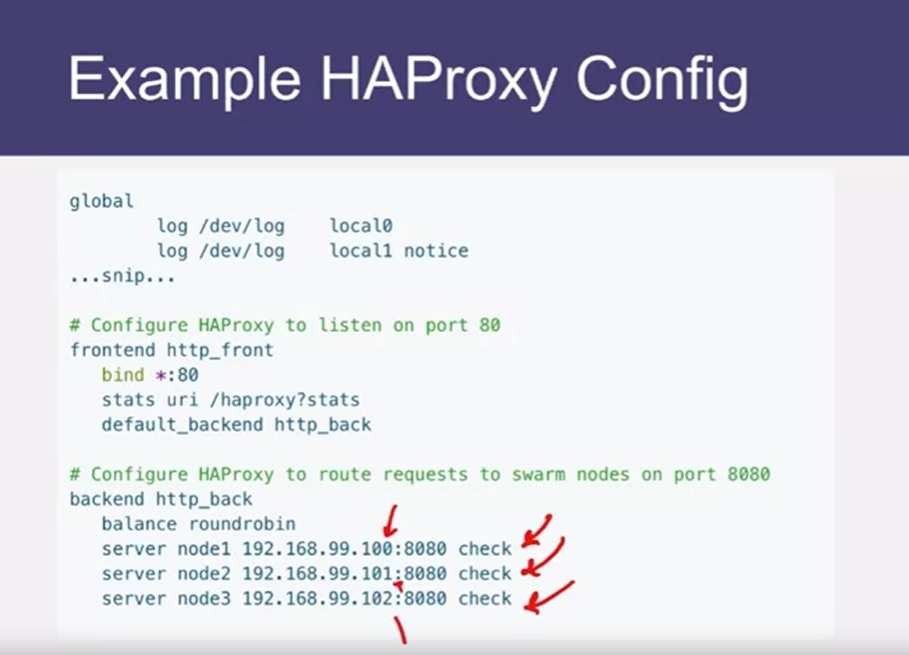 Example HAProxy Config
global
log /dev/log local0
log /dev/log local1 notice
...snip...
# Configure HAProxy to listen on port 80
frontend http_front
bind *:80
stats uri /haproxy?stats
default_backend http_back
# Configure HAProxy to route requests to swarm nodes on port 8080
backend http_back
balance roundrobin
server node1 192.168.99.100:8080 check
server node2 192.168.99.101:8080 check
server node3 192.168.99.102:8080 check